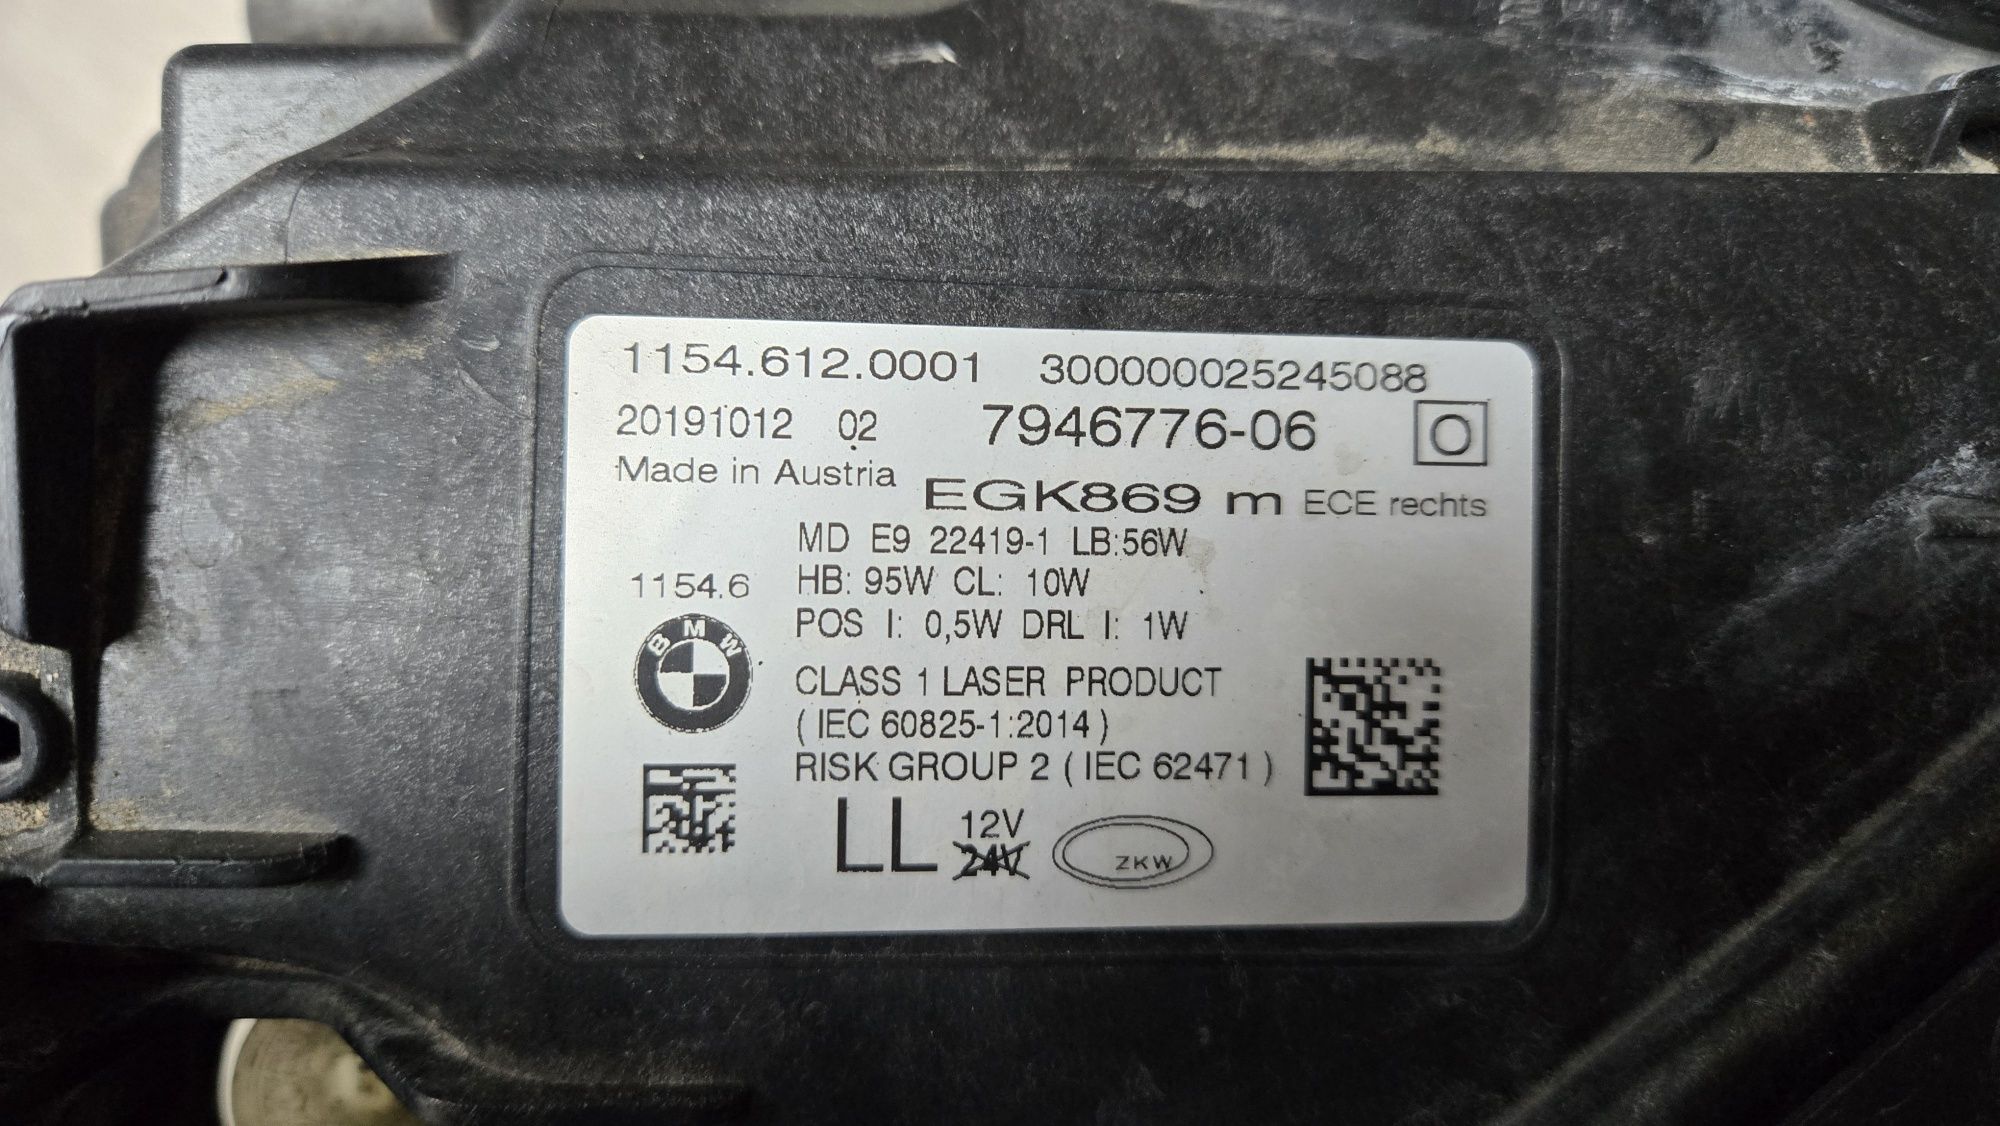 1154.612.0001 300000025245088
20191012 02 7946776-06
Made in Austria
EGK869 m ECE rechts
MD E9 22419-1 LB:56W
1154.6
HB: 95W CL: 10W
POS I: 0,5W DRL I: 1W
BMW
CLASS 1 LASER PRODUCT
( IEC 60825-1:2014 )
RISK GROUP 2 ( IEC 62471 )
LL 12V
24V
ZKW